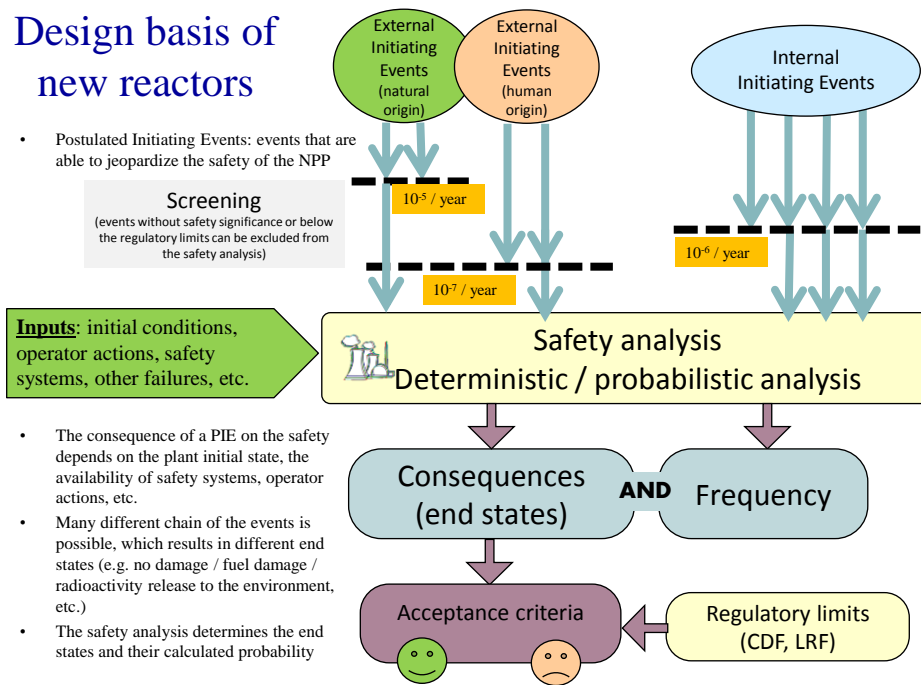 Design basis of
new reactors
External
Initiating
Events
(natural
origin)
External
Initiating
Events
(human
origin)
Internal
Initiating Events
• Postulated Initiating Events: events that are
able to jeopardize the safety of the NPP
Screening
(events without safety significance or below
the regulatory limits can be excluded from
the safety analysis)
10-5 / year
10-7 / year
10-6 / year
Inputs: initial conditions,
operator actions, safety
systems, other failures, etc.
Safety analysis
Deterministic / probabilistic analysis
• The consequence of a PIE on the safety
depends on the plant initial state, the
availability of safety systems, operator
actions, etc.
• Many different chain of the events is
possible, which results in different end
states (e.g. no damage / fuel damage /
radioactivity release to the environment,
etc.)
• The safety analysis determines the end
states and their calculated probability
Consequences
(end states)
AND
Frequency
Acceptance criteria
Regulatory limits
(CDF, LRF)